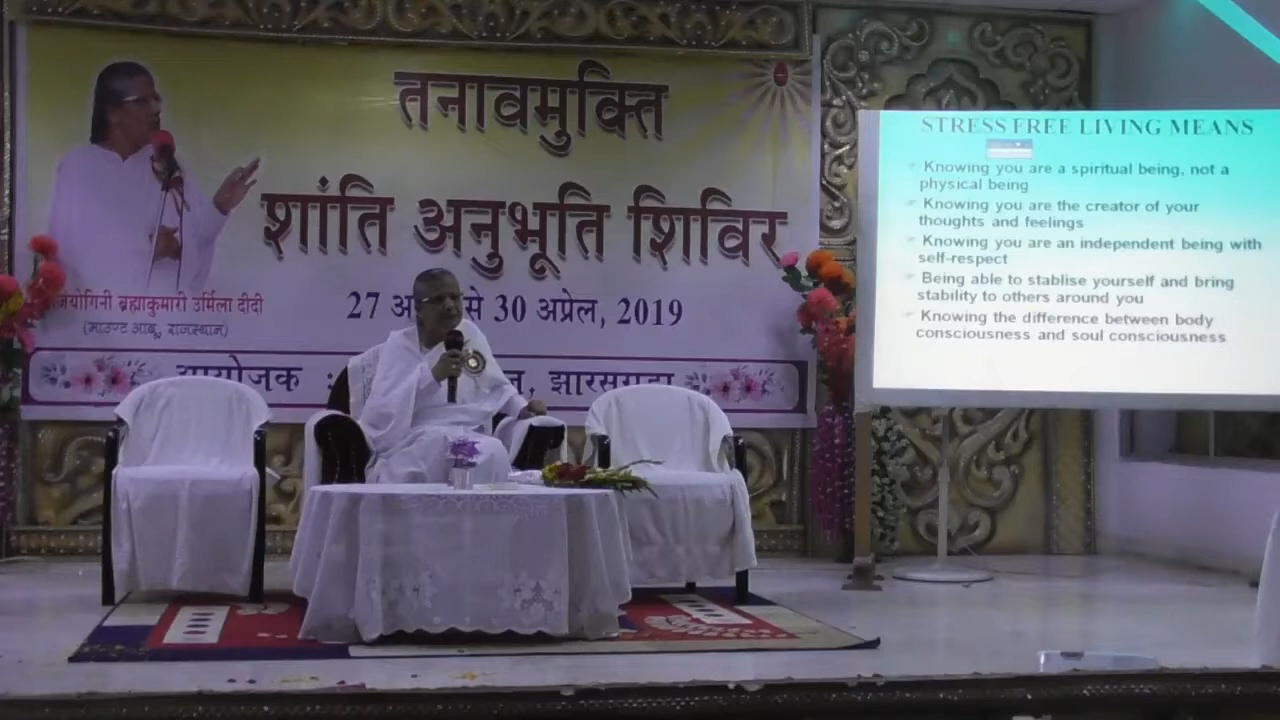 तनावमुक्ति
शांति अनुभूति शिविर
ब्रह्माकुमारी उर्मिला दीदी
(माउण्ट आबू, राजस्थान)
27 से 30 अप्रेल, 2019
आयोजक :
STRESS FREE LIVING MEANS
Knowing you are a spiritual being, not a
physical being
Knowing you are the creator of your
thoughts and feelings
Knowing you are an independent being with
self-respect
Being able to stablise yourself and bring
stability to others around you
Knowing the difference between body
consciousness and soul consciousness